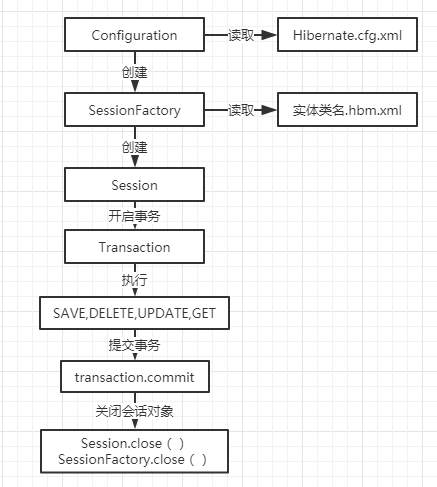 Configuration 读取 Hibernate.cfg.xml
创建
SessionFactory 读取 实体类名.hbm.xml
创建
Session
开启事务
Transaction
执行
SAVE,DELETE,UPDATE,GET
提交事务
transaction.commit
关闭会话对象
Session.close（ ）
SessionFactory.close（ ）